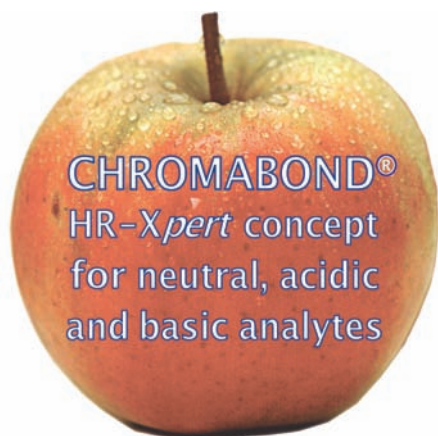 CHROMABOND®
HR-Xpert concept
for neutral, acidic
and basic analytes